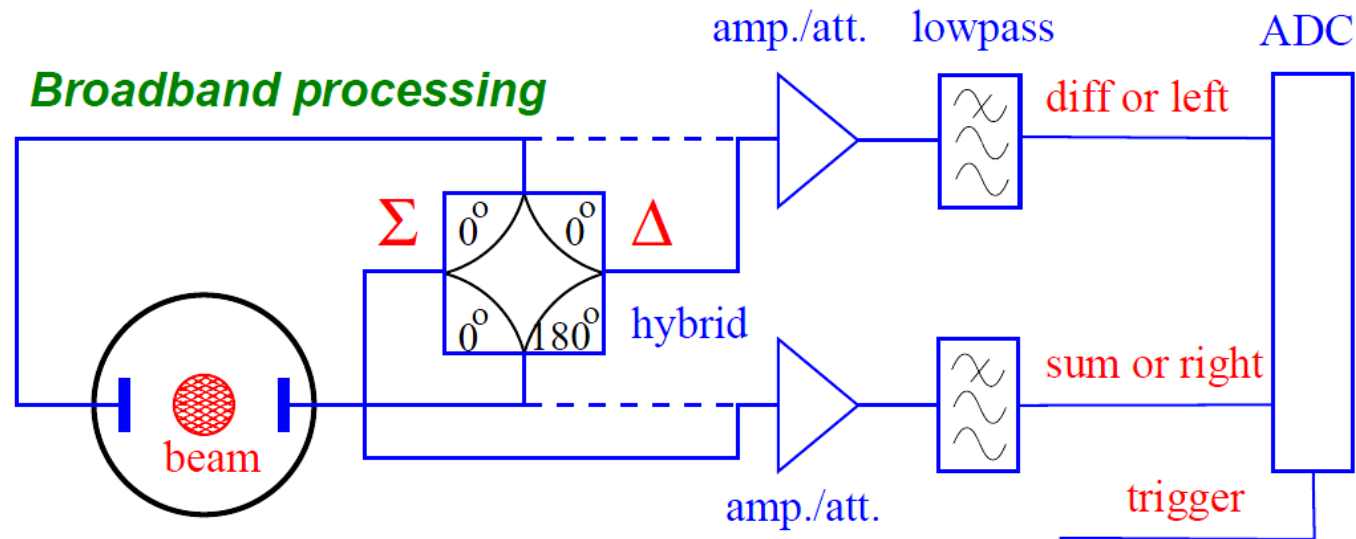 amp./att. lowpass ADC
Broadband processing
diff or left
Σ 0° 0° Δ
0° 180° hybrid
sum or right
beam
amp./att.
trigger